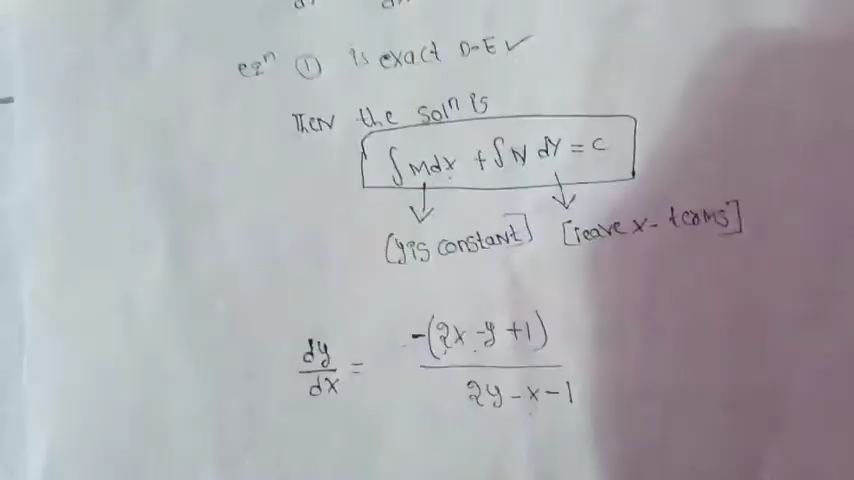 eqⁿ ① is exact D-E ✓
Then the solⁿ is
∫Mdx + ∫N dy = c
[y is constant] [leave x-terms]
dy/dx = -(2x-y+1)/(2y-x-1)